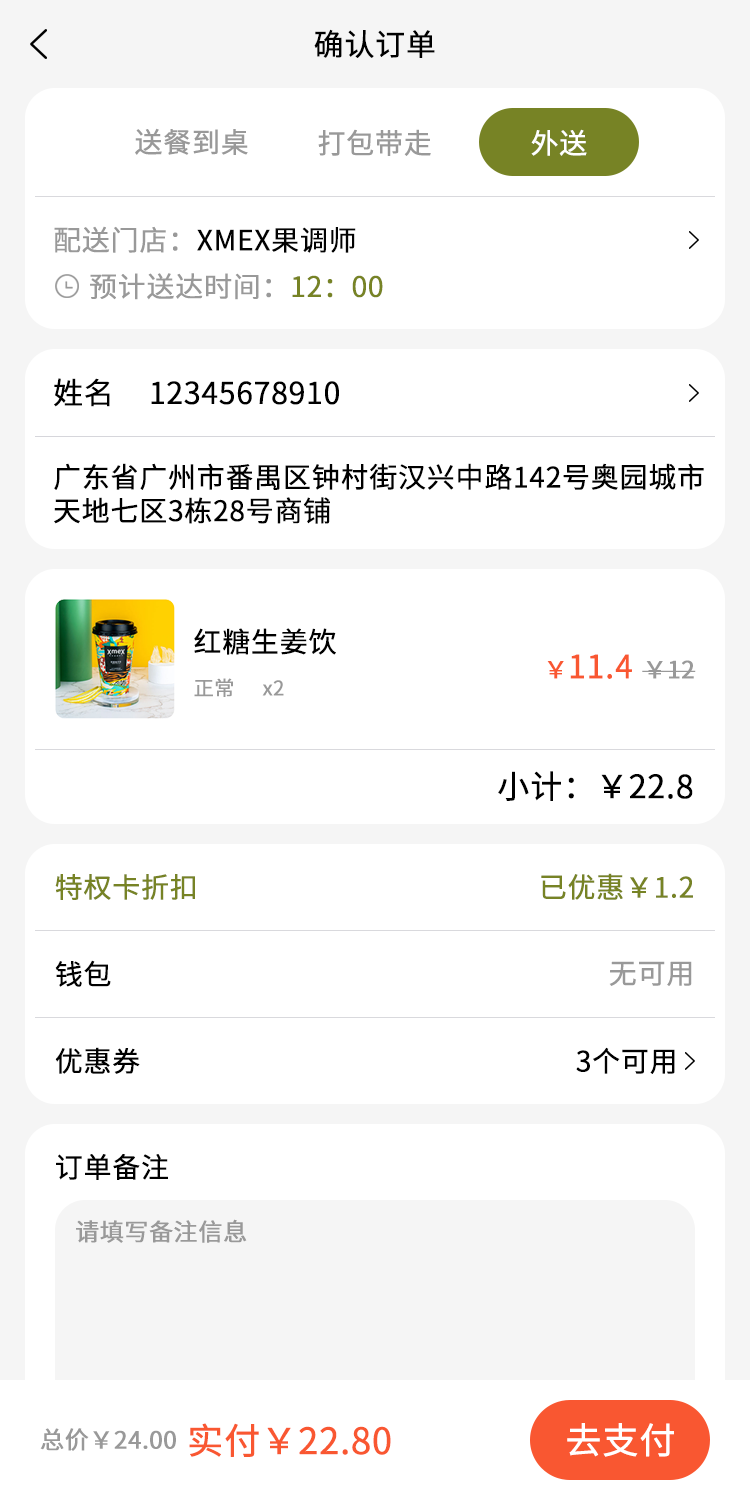 确认订单
送餐到桌 打包带走 外送
配送门店：XMEX果调师
预计送达时间：12：00
姓名 12345678910
广东省广州市番禺区钟村街汉兴中路142号奥园城市
天地七区3栋28号商铺
xmex
红糖生姜饮
¥11.4 ¥12
正常 x2
小计：¥22.8
特权卡折扣 已优惠¥1.2
钱包 无可用
优惠券 3个可用
订单备注
请填写备注信息
总价¥24.00 实付¥22.80 去支付